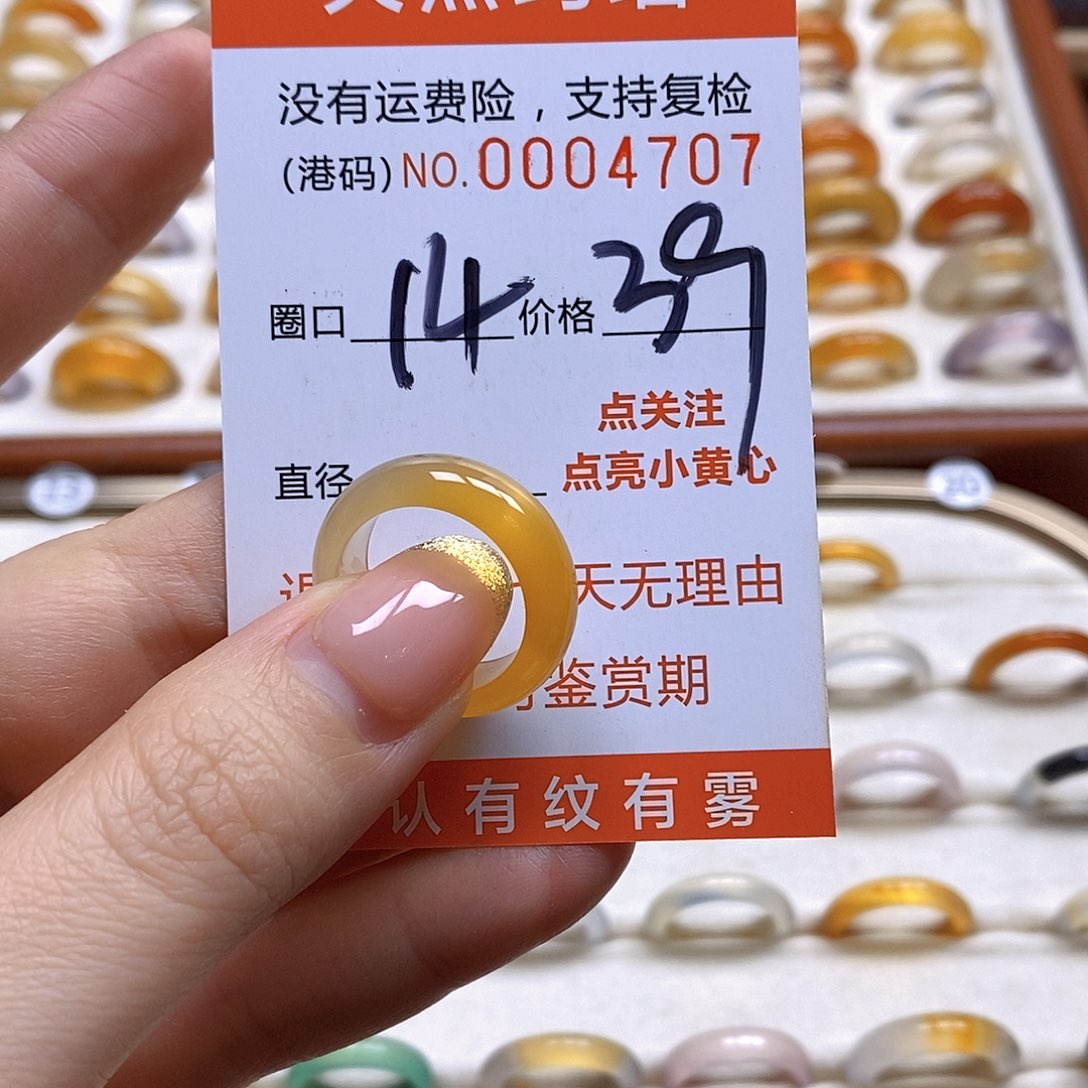 没有运费险，支持复检
(港码) NO.0004707
圈口 14 价格 39
点关注
直径 点亮小黄心
天无理由
鉴赏期
认有纹有雾